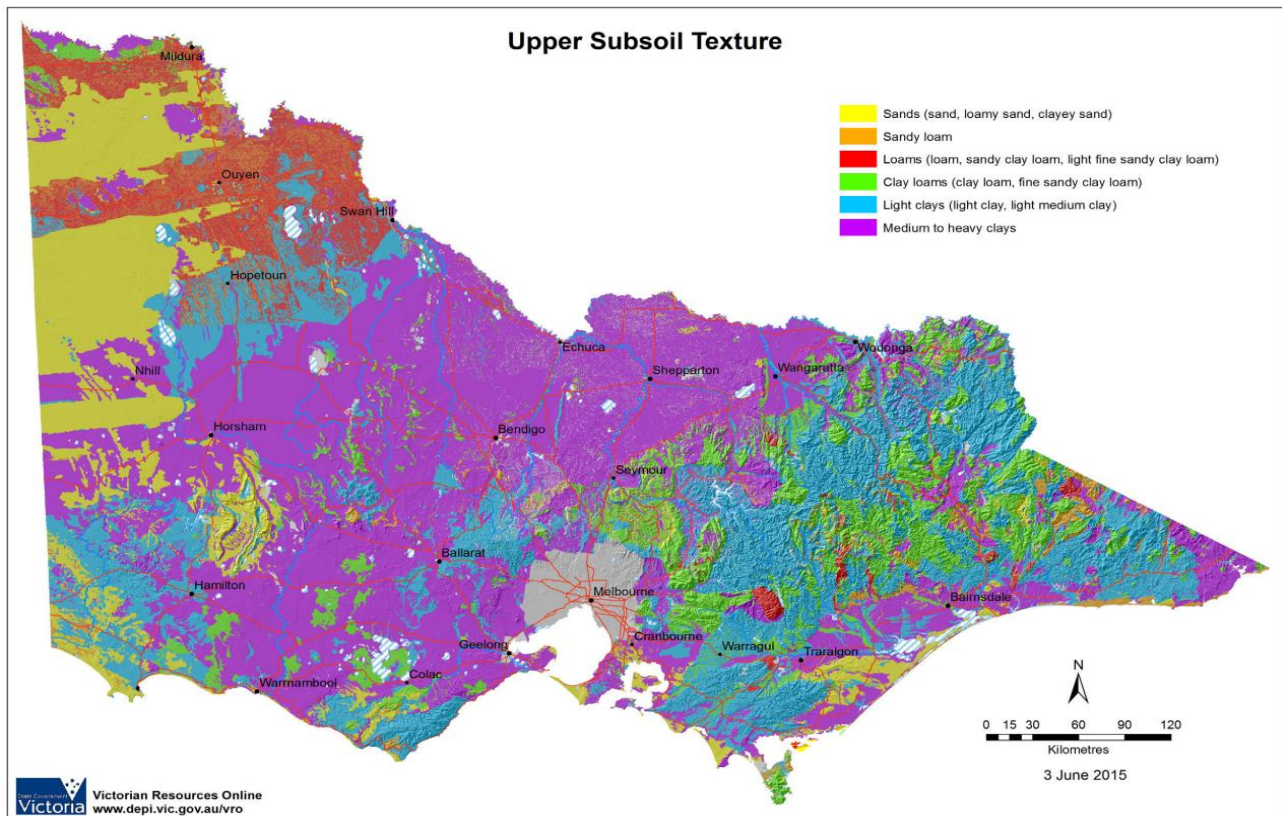 Upper Subsoil Texture
Sands (sand, loamy sand, clayey sand)
Sandy loam
Loams (loam, sandy clay loam, light fine sandy clay loam)
Clay loams (clay loam, fine sandy clay loam)
Light clays (light clay, light medium clay)
Medium to heavy clays
Mildura
Ouyen
Swan Hill
Hopetoun
Echuca
Wodonga
Nhill
Shepparton
Wangaratta
Horsham
Bendigo
Seymour
Ballarat
Hamilton
Melbourne
Bairnsdale
Geelong
Cranbourne
Warragul
Traralgon
Colac
Warrnambool
N
0 15 30 60 90 120
Kilometres
3 June 2015
State Government
Victoria
Victorian Resources Online
www.depi.vic.gov.au/vro